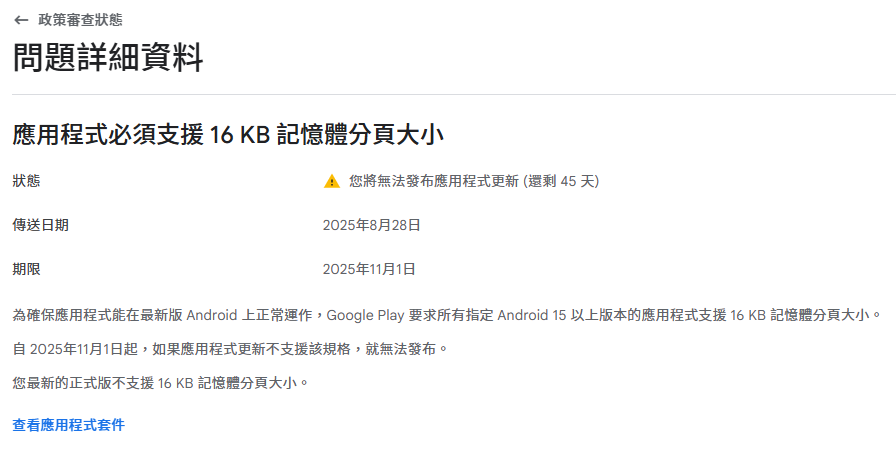 ← 政策審查狀態
問題詳細資料
應用程式必須支援 16 KB 記憶體分頁大小
狀態 您將無法發布應用程式更新 (還剩 45 天)
傳送日期 2025年8月28日
期限 2025年11月1日
為確保應用程式能在最新版 Android 上正常運作，Google Play 要求所有指定 Android 15 以上版本的應用程式支援 16 KB 記憶體分頁大小。
自 2025年11月1日起，如果應用程式更新不支援該規格，就無法發布。
您最新的正式版不支援 16 KB 記憶體分頁大小。
查看應用程式套件